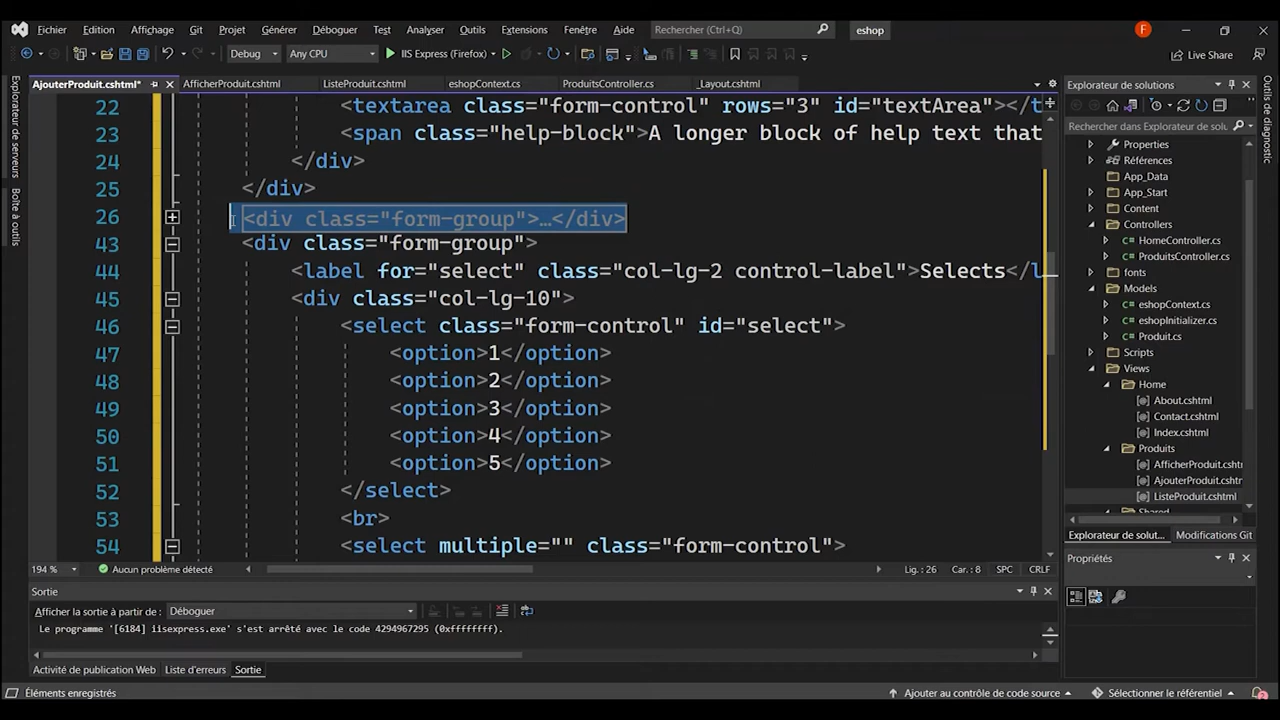 Fichier Edition Affichage Git Projet Générer Déboguer Test Analyser Outils Extensions Fenêtre Aide Rechercher (Ctrl+Q) eshop F
Debug Any CPU IIS Express (Firefox) Live Share
AjouterProduit.cshtml* AfficherProduit.cshtml ListeProduit.cshtml eshopContext.cs ProduitsController.cs _Layout.cshtml
Explorateur de serveurs
Boîte à outils
22 <textarea class="form-control" rows="3" id="textArea"></t
23 <span class="help-block">A longer block of help text that
24 </div>
25 </div>
26 <div class="form-group">…</div>
43 <div class="form-group">
44 <label for="select" class="col-lg-2 control-label">Selects</l
45 <div class="col-lg-10">
46 <select class="form-control" id="select">
47 <option>1</option>
48 <option>2</option>
49 <option>3</option>
50 <option>4</option>
51 <option>5</option>
52 </select>
53 <br>
54 <select multiple="" class="form-control">
194 % Aucun problème détecté Lig. : 26 Car. : 8 SPC CRLF
Sortie
Afficher la sortie à partir de : Déboguer
Le programme '[6184] iisexpress.exe' s'est arrêté avec le code 4294967295 (0xffffffff).
Activité de publication Web Liste d'erreurs Sortie
Explorateur de solutions
Rechercher dans Explorateur de solu
Properties
Références
App_Data
App_Start
Content
Controllers
HomeController.cs
ProduitsController.cs
fonts
Models
eshopContext.cs
eshopInitializer.cs
Produit.cs
Scripts
Views
Home
About.cshtml
Contact.cshtml
Index.cshtml
Produits
AfficherProduit.cshtr
AjouterProduit.cshtr
ListeProduit.cshtml
Shared
Explorateur de solut... Modifications Git
Propriétés
Diagnostics
Éléments enregistrés Ajouter au contrôle de code source Sélectionner le référentiel 2